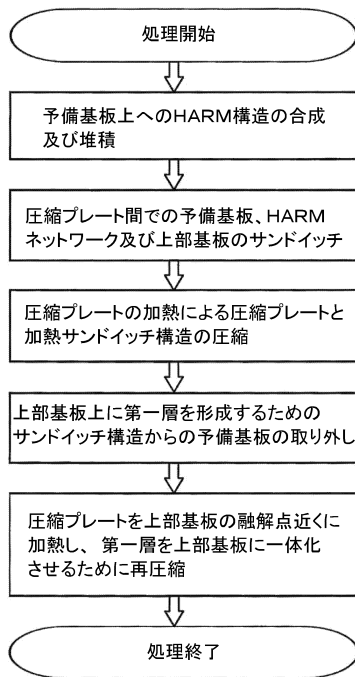 処理開始
予備基板上へのHARM構造の合成
及び堆積
圧縮プレート間での予備基板、HARM
ネットワーク及び上部基板のサンドイッチ
圧縮プレートの加熱による圧縮プレートと
加熱サンドイッチ構造の圧縮
上部基板上に第一層を形成するための
サンドイッチ構造からの予備基板の取り外し
圧縮プレートを上部基板の融解点近くに
加熱し、第一層を上部基板に一体化
させるために再圧縮
処理終了